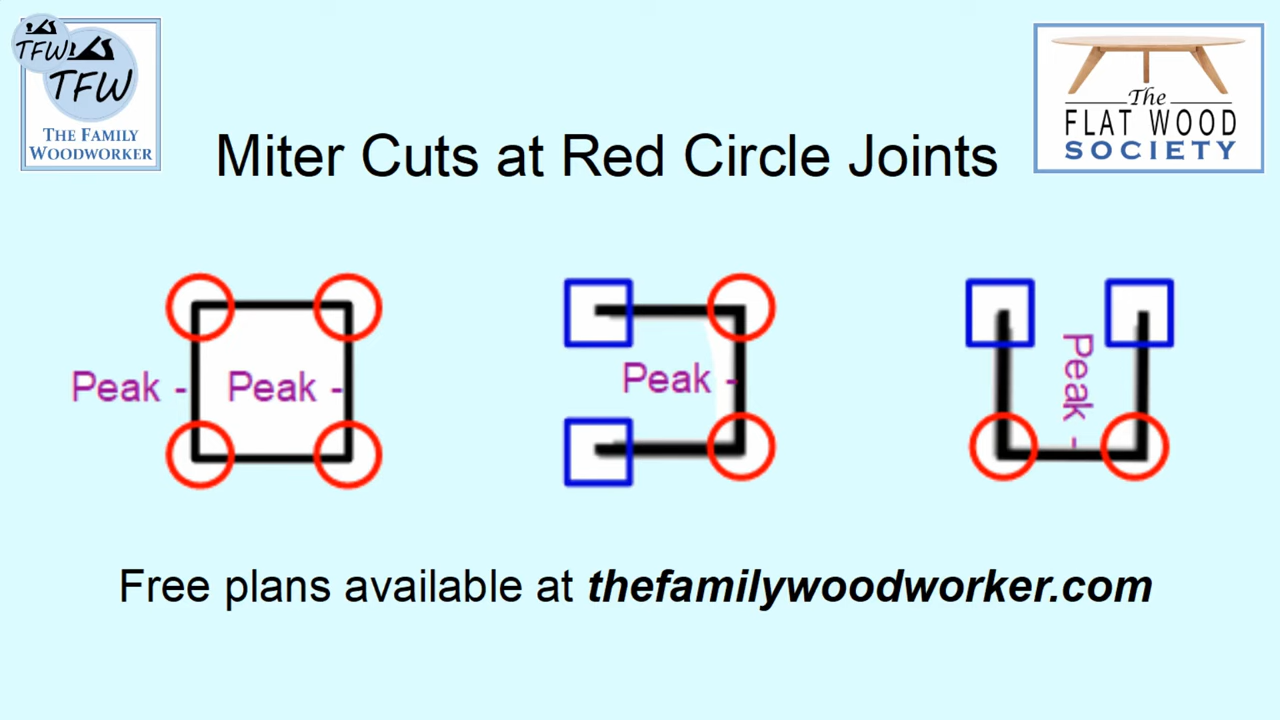 TFW
TFW
THE FAMILY
WOODWORKER
The
FLAT WOOD
SOCIETY
Miter Cuts at Red Circle Joints
Peak -
Peak -
Peak -
Peak -
Free plans available at thefamilywoodworker.com